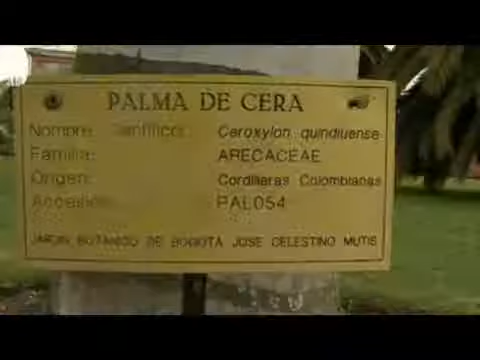 PALMA DE CERA
Nombre científico: Ceroxylon quindiuense
Familia: ARECACEAE
Origen: Cordilleras Colombianas
Accesión: PAL054
JARDIN BOTANICO DE BOGOTA JOSE CELESTINO MUTIS